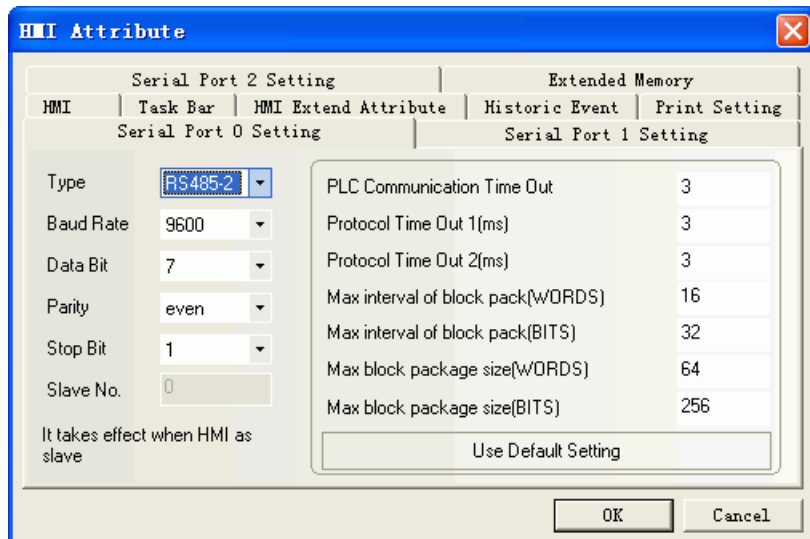 HMI Attribute
Serial Port 2 Setting Extended Memory
HMI Task Bar HMI Extend Attribute Historic Event Print Setting
Serial Port 0 Setting Serial Port 1 Setting
Type RS485-2 PLC Communication Time Out 3
Baud Rate 9600 Protocol Time Out 1(ms) 3
Data Bit 7 Protocol Time Out 2(ms) 3
Parity even Max interval of block pack(WORDS) 16
Stop Bit 1 Max interval of block pack(BITS) 32
Slave No. 0 Max block package size(WORDS) 64
Max block package size(BITS) 256
It takes effect when HMI as
slave
Use Default Setting
OK Cancel